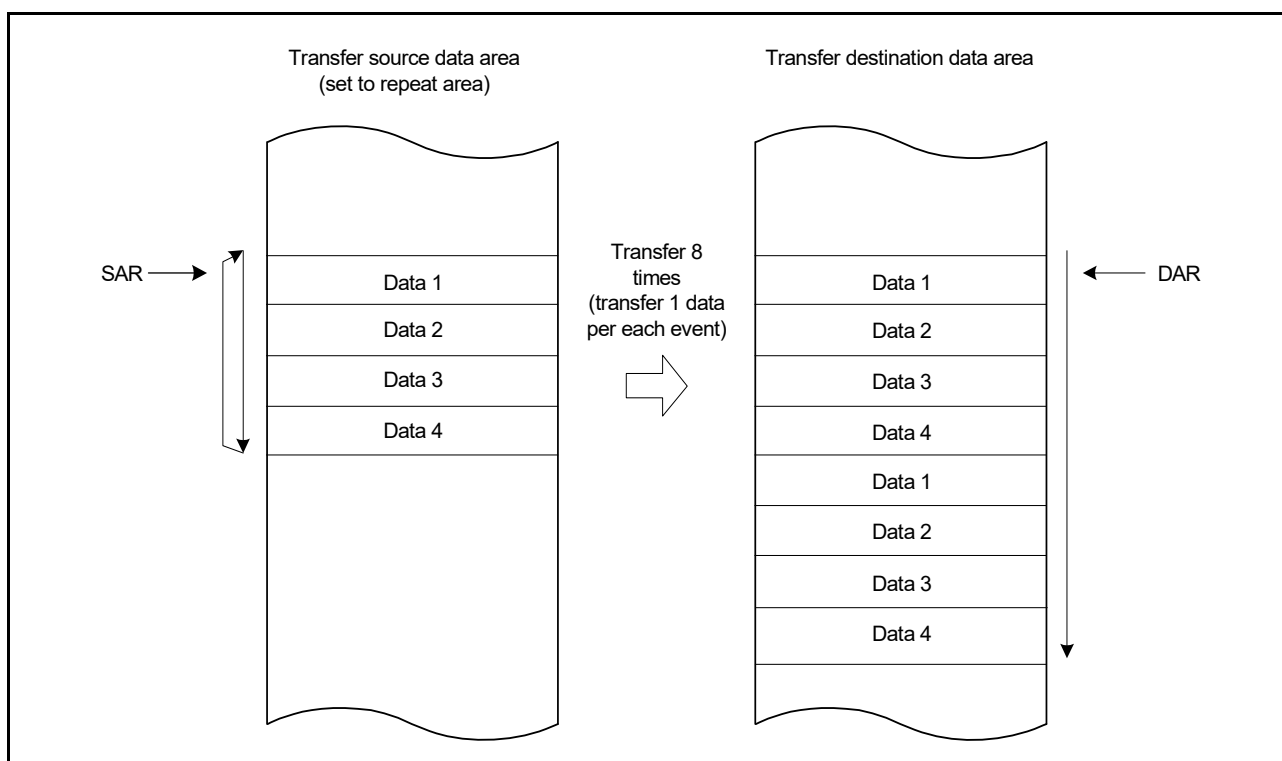 Transfer source data area
(set to repeat area)
Transfer destination data area
SAR
Data 1
Data 2
Data 3
Data 4
Transfer 8
times
(transfer 1 data
per each event)
Data 1
Data 2
Data 3
Data 4
Data 1
Data 2
Data 3
Data 4
DAR